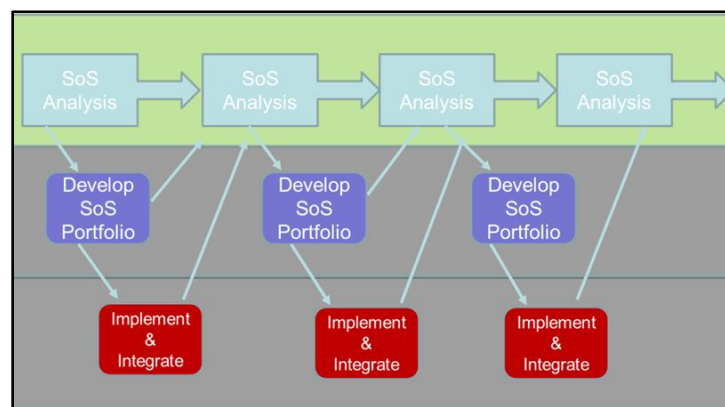 SoS
Analysis
SoS
Analysis
SoS
Analysis
SoS
Analysis
Develop
SoS
Portfolio
Develop
SoS
Portfolio
Develop
SoS
Portfolio
Implement
&
Integrate
Implement
&
Integrate
Implement
&
Integrate